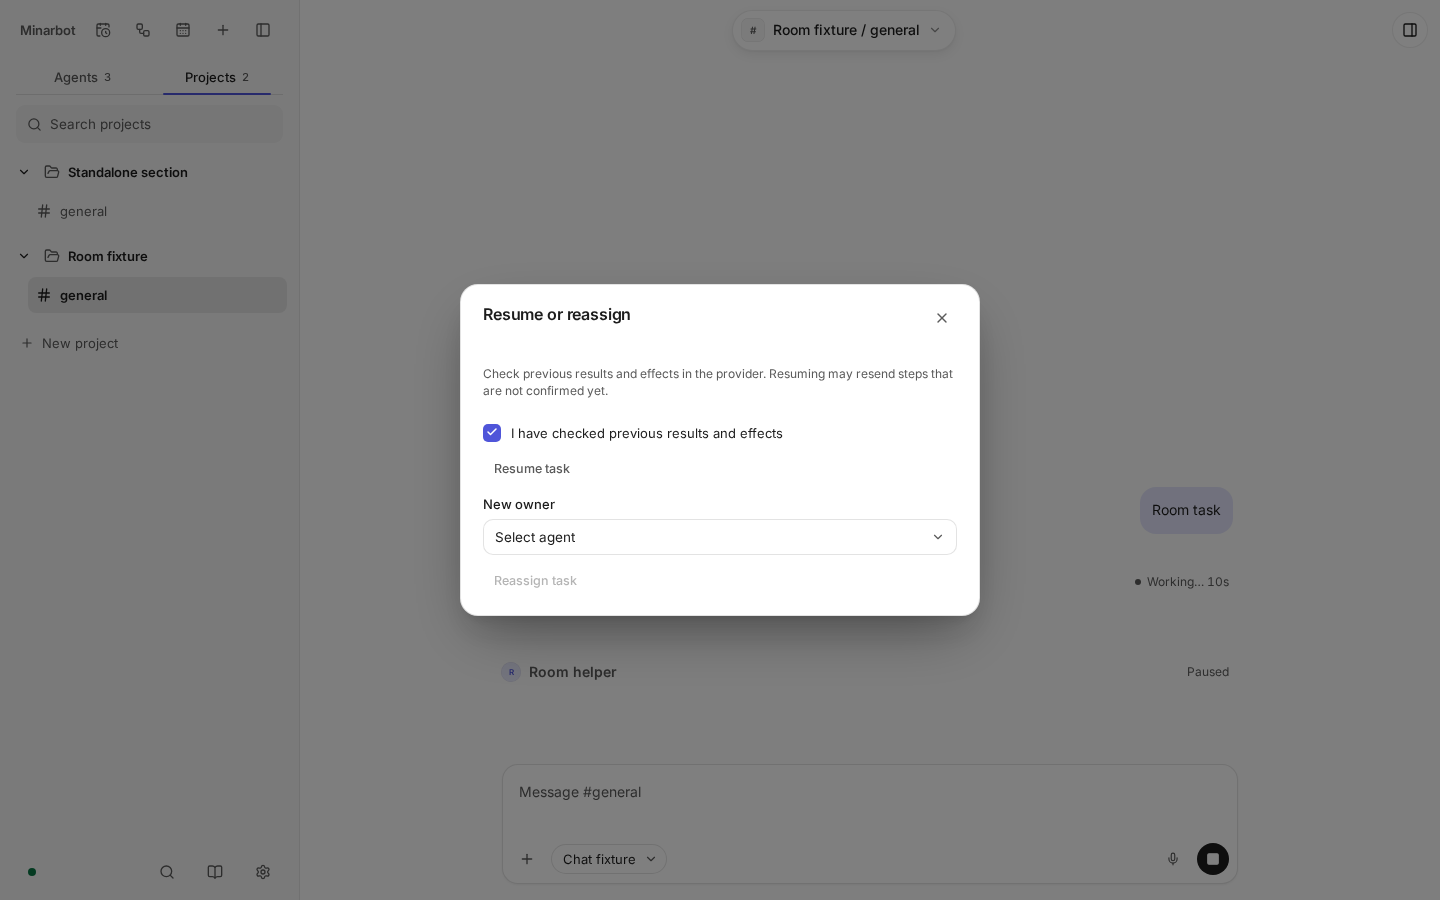 Minarbot
Agents 3
Projects 2
Search projects
Standalone section
# general
Room fixture
# general
+ New project
# Room fixture / general
Resume or reassign
Check previous results and effects in the provider. Resuming may resend steps that
are not confirmed yet.
I have checked previous results and effects
Resume task
New owner
Select agent
Reassign task
Room task
Working... 10s
R Room helper
Paused
Message #general
Chat fixture